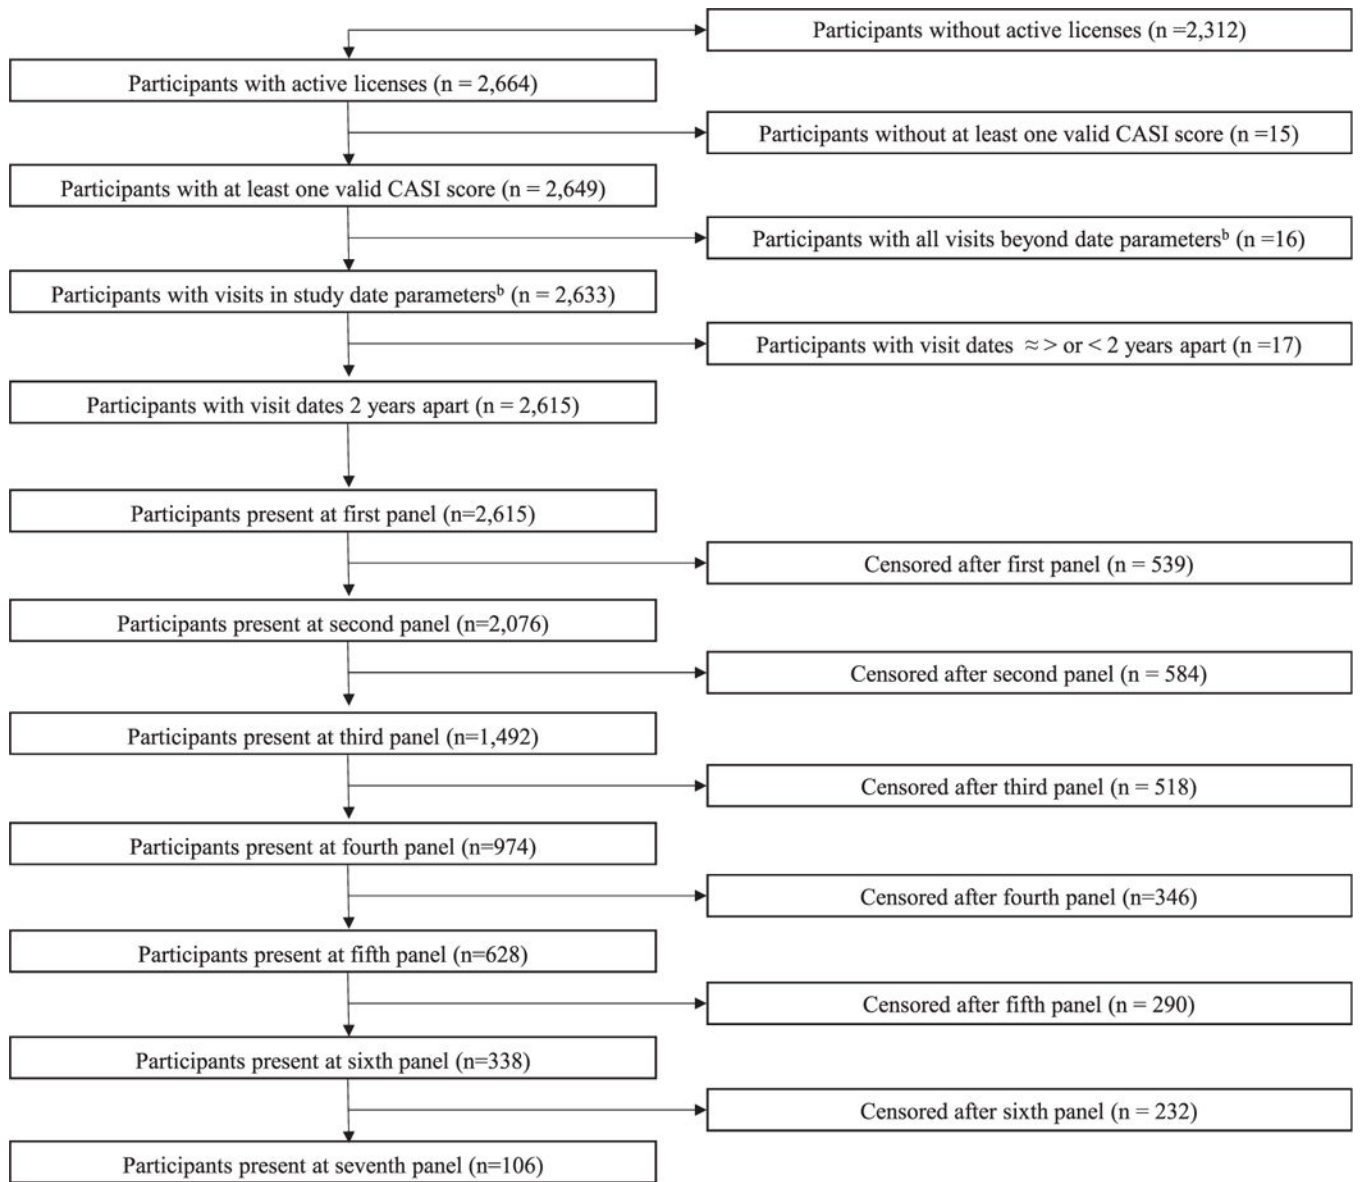 Participants without active licenses (n =2,312)
Participants with active licenses (n = 2,664)
Participants without at least one valid CASI score (n =15)
Participants with at least one valid CASI score (n = 2,649)
Participants with all visits beyond date parametersᵇ (n =16)
Participants with visits in study date parametersᵇ (n = 2,633)
Participants with visit dates ≈ > or < 2 years apart (n =17)
Participants with visit dates 2 years apart (n = 2,615)
Participants present at first panel (n=2,615)
Censored after first panel (n = 539)
Participants present at second panel (n=2,076)
Censored after second panel (n = 584)
Participants present at third panel (n=1,492)
Censored after third panel (n = 518)
Participants present at fourth panel (n=974)
Censored after fourth panel (n=346)
Participants present at fifth panel (n=628)
Censored after fifth panel (n = 290)
Participants present at sixth panel (n=338)
Censored after sixth panel (n = 232)
Participants present at seventh panel (n=106)